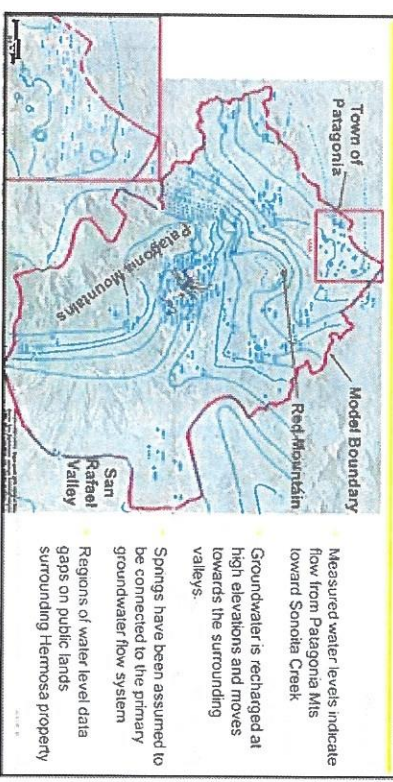 Town of
Patagonia
Model Boundary
Red Mountain
Patagonia Mountains
San
Rafael
Valley
Measured water levels indicate
flow from Patagonia Mts
toward Sonoita Creek
Groundwater is recharged at
high elevations and moves
towards the surrounding
valleys.
Springs have been assumed to
be connected to the primary
groundwater flow system
Regions of water level data
gaps on public lands
surrounding Hermosa property